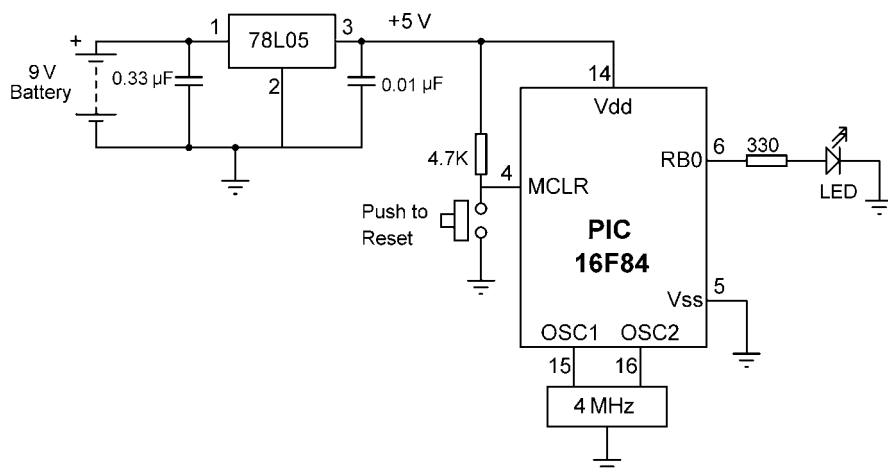 +5 V
1
78L05
3
+
14
9 V
Battery
0.33 µF
2
0.01 µF
Vdd
6
330
RB0
4.7K
4
MCLR
LED
Push to
Reset
PIC
16F84
Vss
5
OSC1
OSC2
15
16
4 MHz